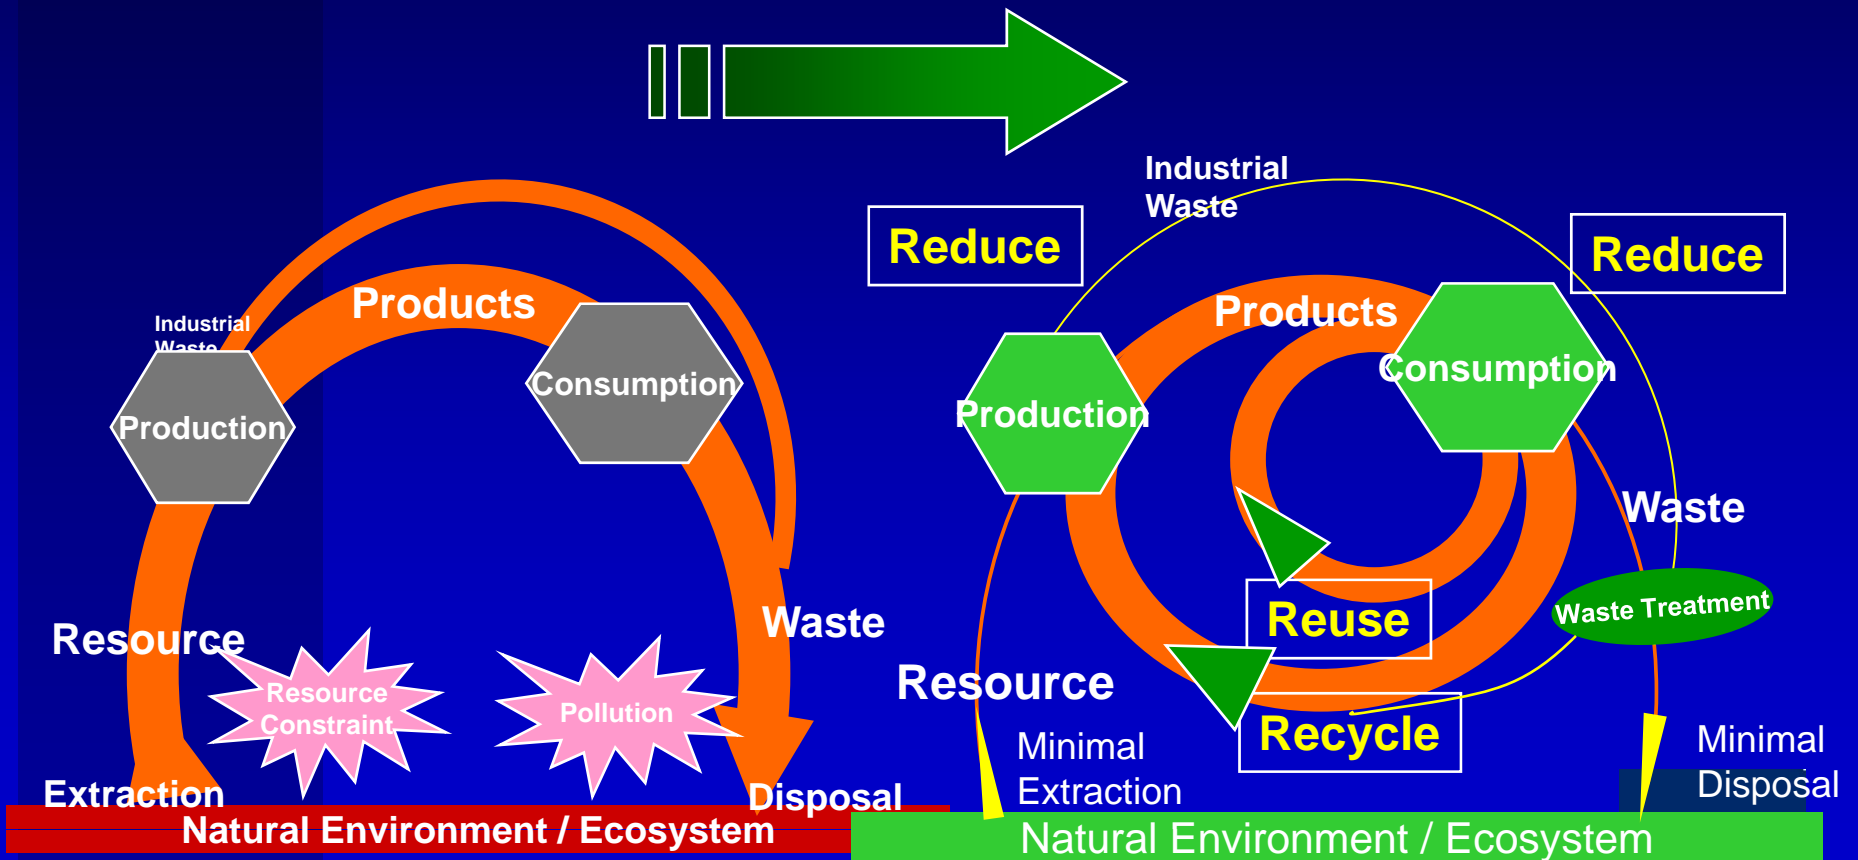 Industrial
Waste
Products
Consumption
Production
Resource
Waste
Resource
Constraint
Pollution
Extraction
Disposal
Natural Environment / Ecosystem
Industrial
Waste
Reduce
Reduce
Products
Consumption
Production
Waste
Waste Treatment
Reuse
Resource
Recycle
Minimal
Extraction
Minimal
Disposal
Natural Environment / Ecosystem